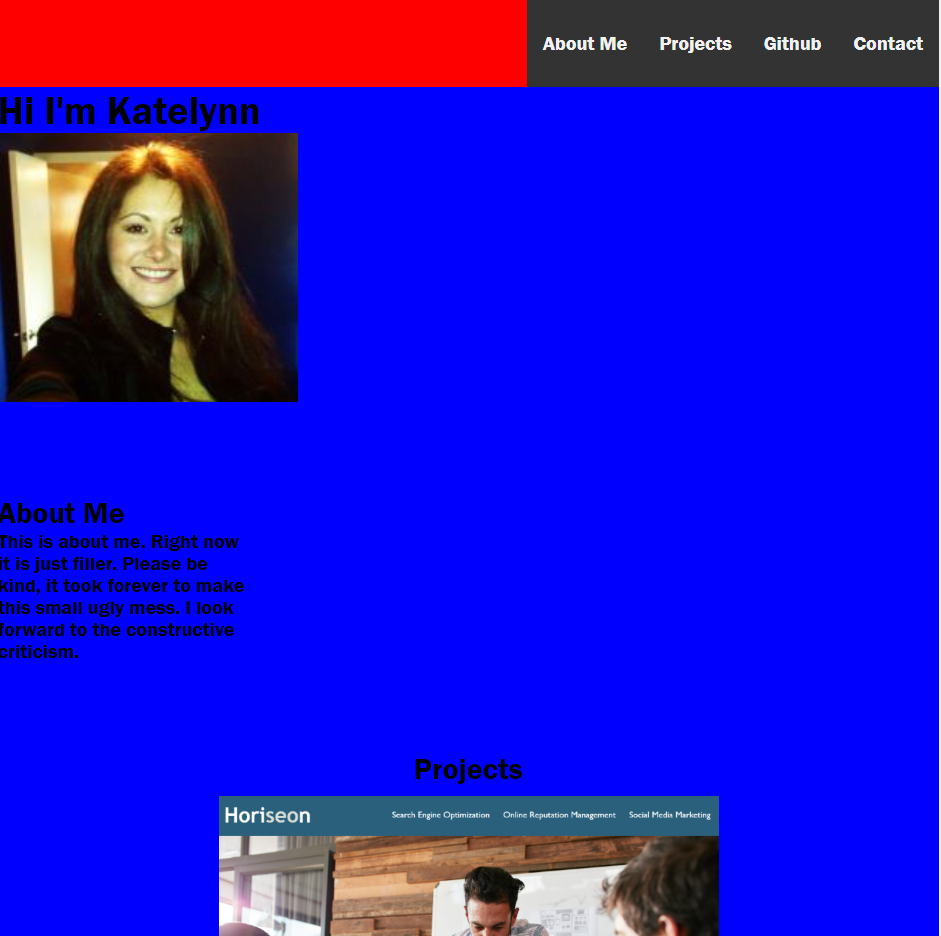 About Me Projects Github Contact
Hi I'm Katelynn
About Me
This is about me. Right now
it is just filler. Please be
kind, it took forever to make
this small ugly mess. I look
forward to the constructive
criticism.
Projects
Horiseon Search Engine Optimization Online Reputation Management Social Media Marketing